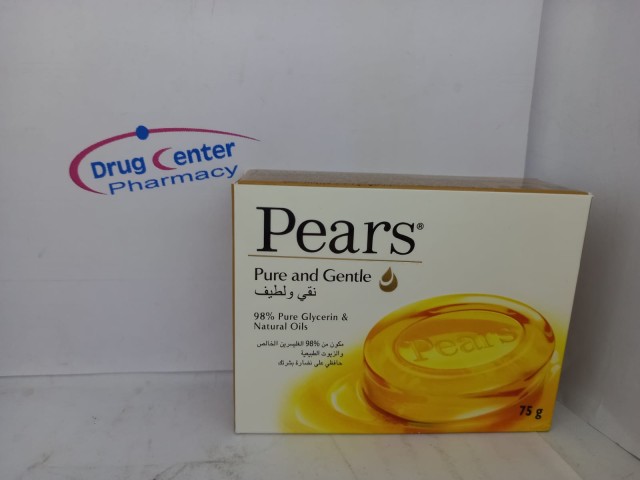 Drug Center
Pharmacy
Pears®
Pure and Gentle
نقي ولطيف
98% Pure Glycerin &
Natural Oils
مكون من %98 الغليسرين الخالص
والزيوت الطبيعية
حافظي على نضارة بشرتك
Pears
75 g